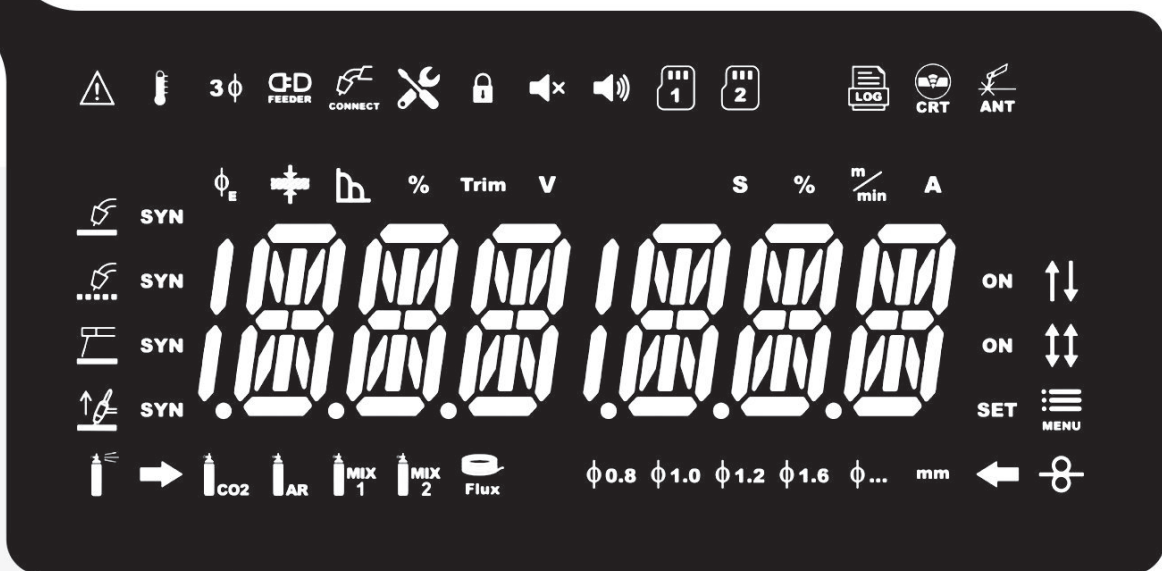 3ϕ FEEDER CONNECT 1 2 LOG CRT ANT
ϕE % Trim V S % m/min A
SYN
SYN ON
SYN ON
SYN SET MENU
CO2 AR MIX 1 MIX 2 Flux ϕ0.8 ϕ1.0 ϕ1.2 ϕ1.6 ϕ... mm